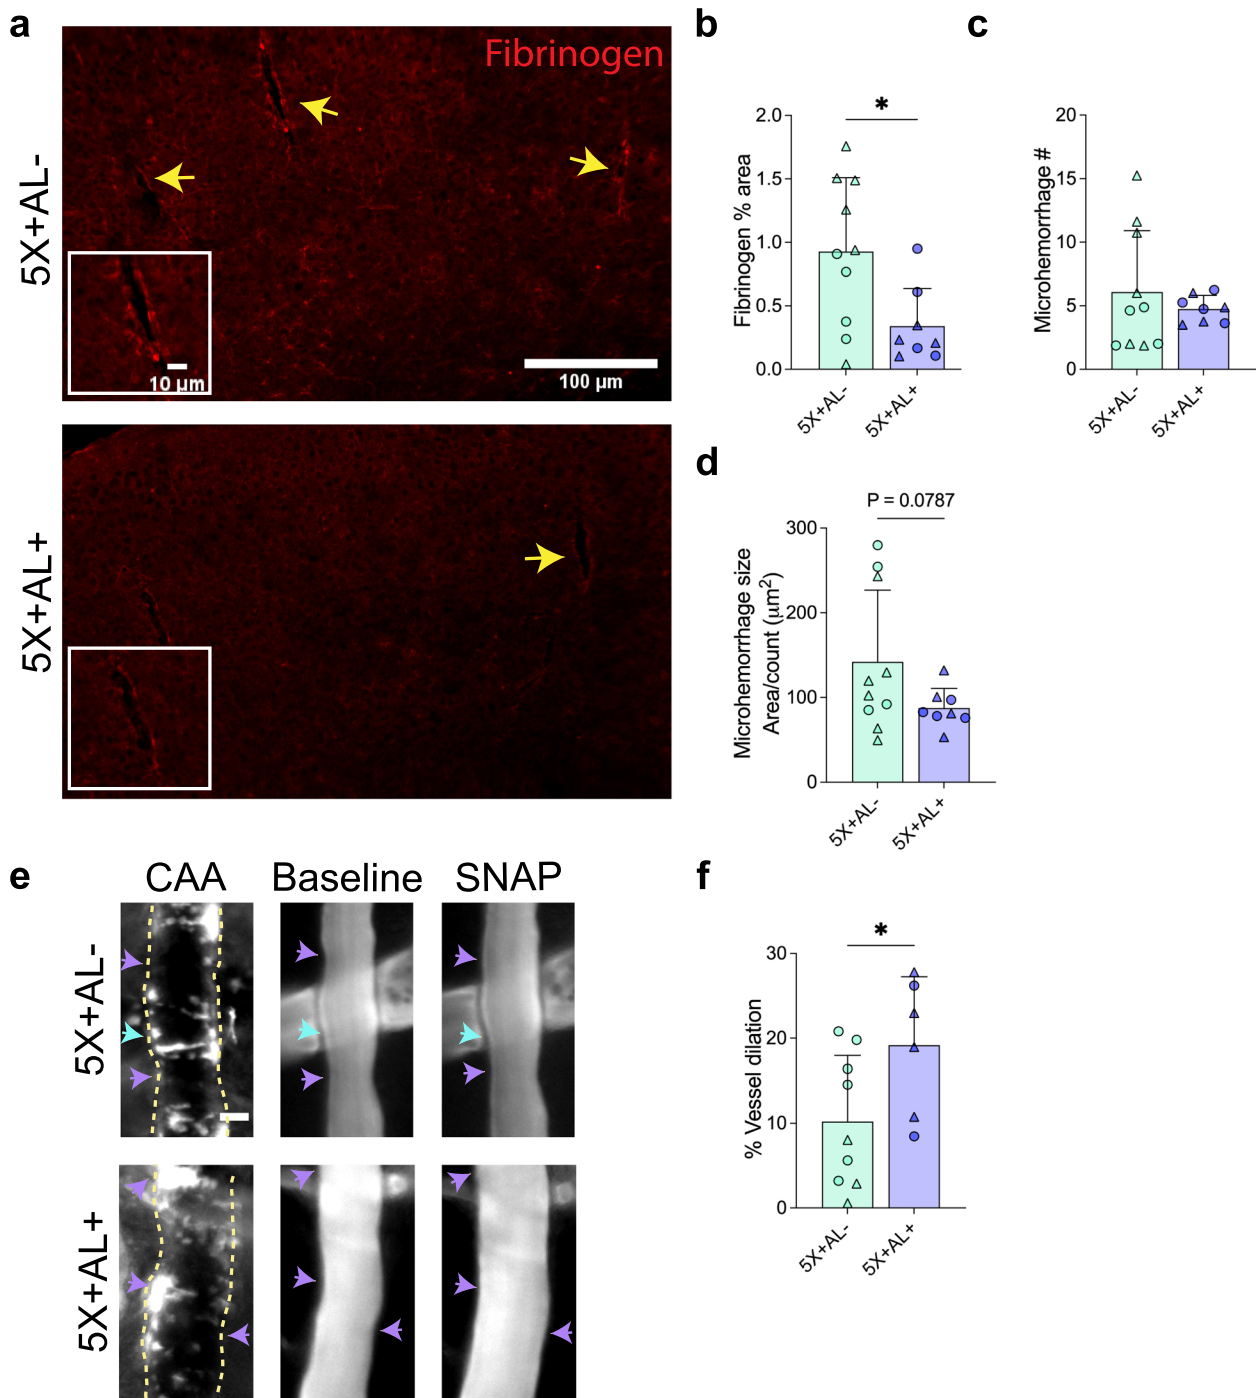 a
Fibrinogen
5X+AL-
10 µm
100 µm
5X+AL+
b
*
Fibrinogen % area
2.0
1.5
1.0
0.5
0.0
5X+AL-
5X+AL+
c
Microhemorrhage #
20
15
10
5
0
5X+AL-
5X+AL+
d
P = 0.0787
Microhemorrhage size
Area/count (µm²)
300
200
100
0
5X+AL-
5X+AL+
e
CAA
Baseline
SNAP
5X+AL-
5X+AL+
f
*
% Vessel dilation
30
20
10
0
5X+AL-
5X+AL+